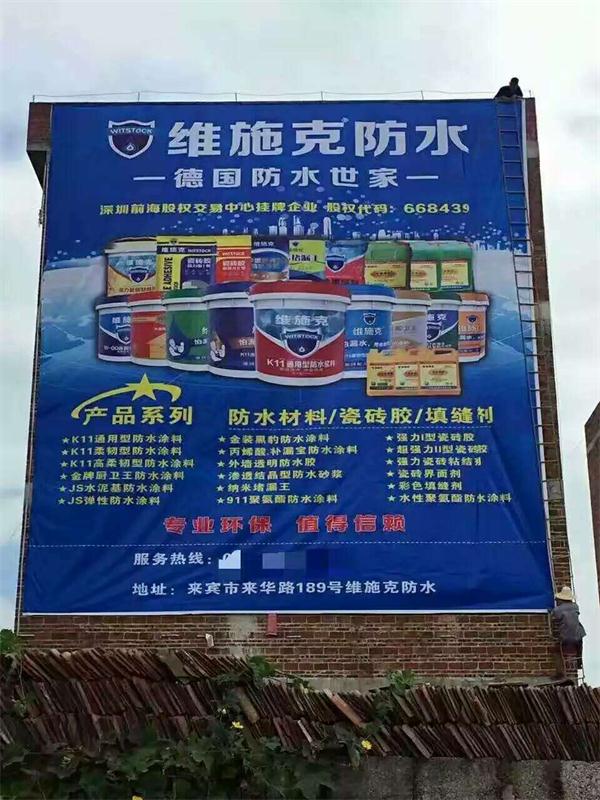 WITSTOCK
维施克防水
—德国防水世家—
深圳前海股权交易中心挂牌企业 股权代码：668439
维施克
WITSTOCK
K11通用型防水浆料
产品系列
防水材料/瓷砖胶/填缝剂
★K11通用型防水涂料
★K11柔韧型防水涂料
★K11高柔韧型防水涂料
★金牌厨卫王防水涂料
★JS水泥基防水涂料
★JS弹性防水涂料
★金装黑豹防水涂料
★丙烯酸.补漏宝防水涂料
★外墙透明防水胶
★渗透结晶型防水砂浆
★纳米堵漏王
★911聚氨酯防水涂料
★强力I型瓷砖胶
★超强力II型瓷砖胶
★强力瓷砖粘结剂
★瓷砖界面剂
★彩色填缝剂
★水性聚氨酯防水涂料
专业环保 值得信赖
服务热线：
地址：来宾市来华路189号维施克防水